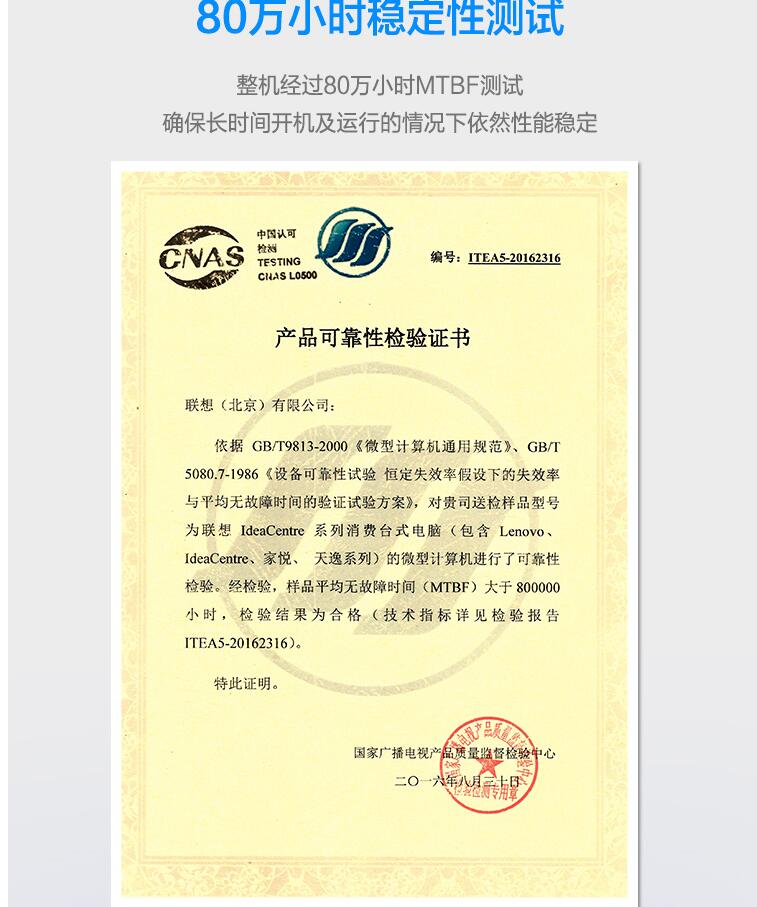 80万小时稳定性测试
整机经过80万小时MTBF测试
确保长时间开机及运行的情况下依然性能稳定
CNAS
中国认可
检测
TESTING
CNAS L0500
编号：ITEA5-20162316
产品可靠性检验证书
联想（北京）有限公司：
依据 GB/T9813-2000《微型计算机通用规范》、GB/T
5080.7-1986《设备可靠性试验 恒定失效率假设下的失效率
与平均无故障时间的验证试验方案》，对贵司送检样品型号
为联想 IdeaCentre 系列消费台式电脑（包含 Lenovo、
IdeaCentre、家悦、 天逸系列）的微型计算机进行了可靠性
检验。经检验，样品平均无故障时间（MTBF）大于 800000
小时，检验结果为合格（技术指标详见检验报告
ITEA5-20162316）。
特此证明。
国家广播电视产品质量监督检验中心
二〇一六年八月三十日